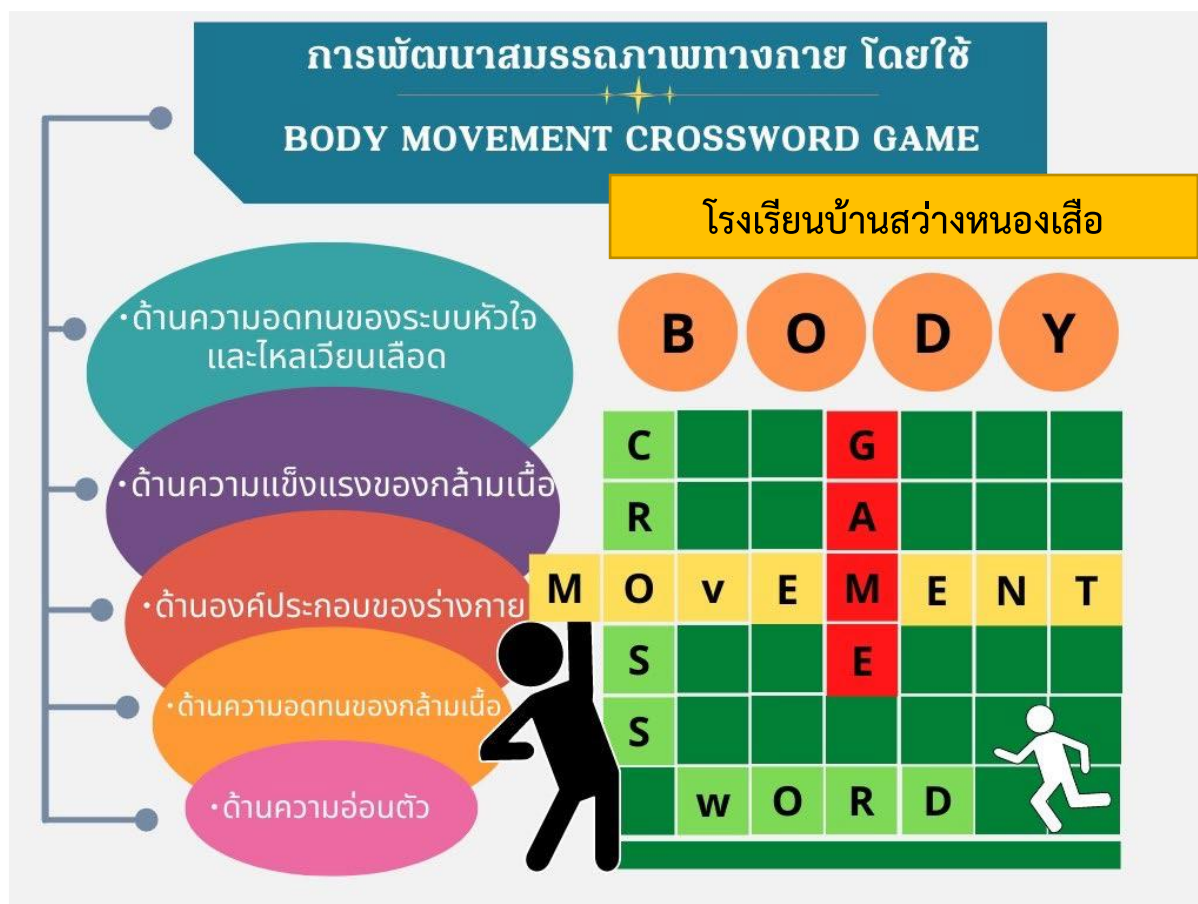 การพัฒนาสมรรถภาพทางกาย โดยใช้
BODY MOVEMENT CROSSWORD GAME
โรงเรียนบ้านสว่างหนองเสือ
•ด้านความอดทนของระบบหัวใจ
และไหลเวียนเลือด
•ด้านความแข็งแรงของกล้ามเนื้อ
•ด้านองค์ประกอบของร่างกาย
•ด้านความอดทนของกล้ามเนื้อ
•ด้านความอ่อนตัว
B O D Y
C G
R A
M O v E M E N T
S E
S
w O R D